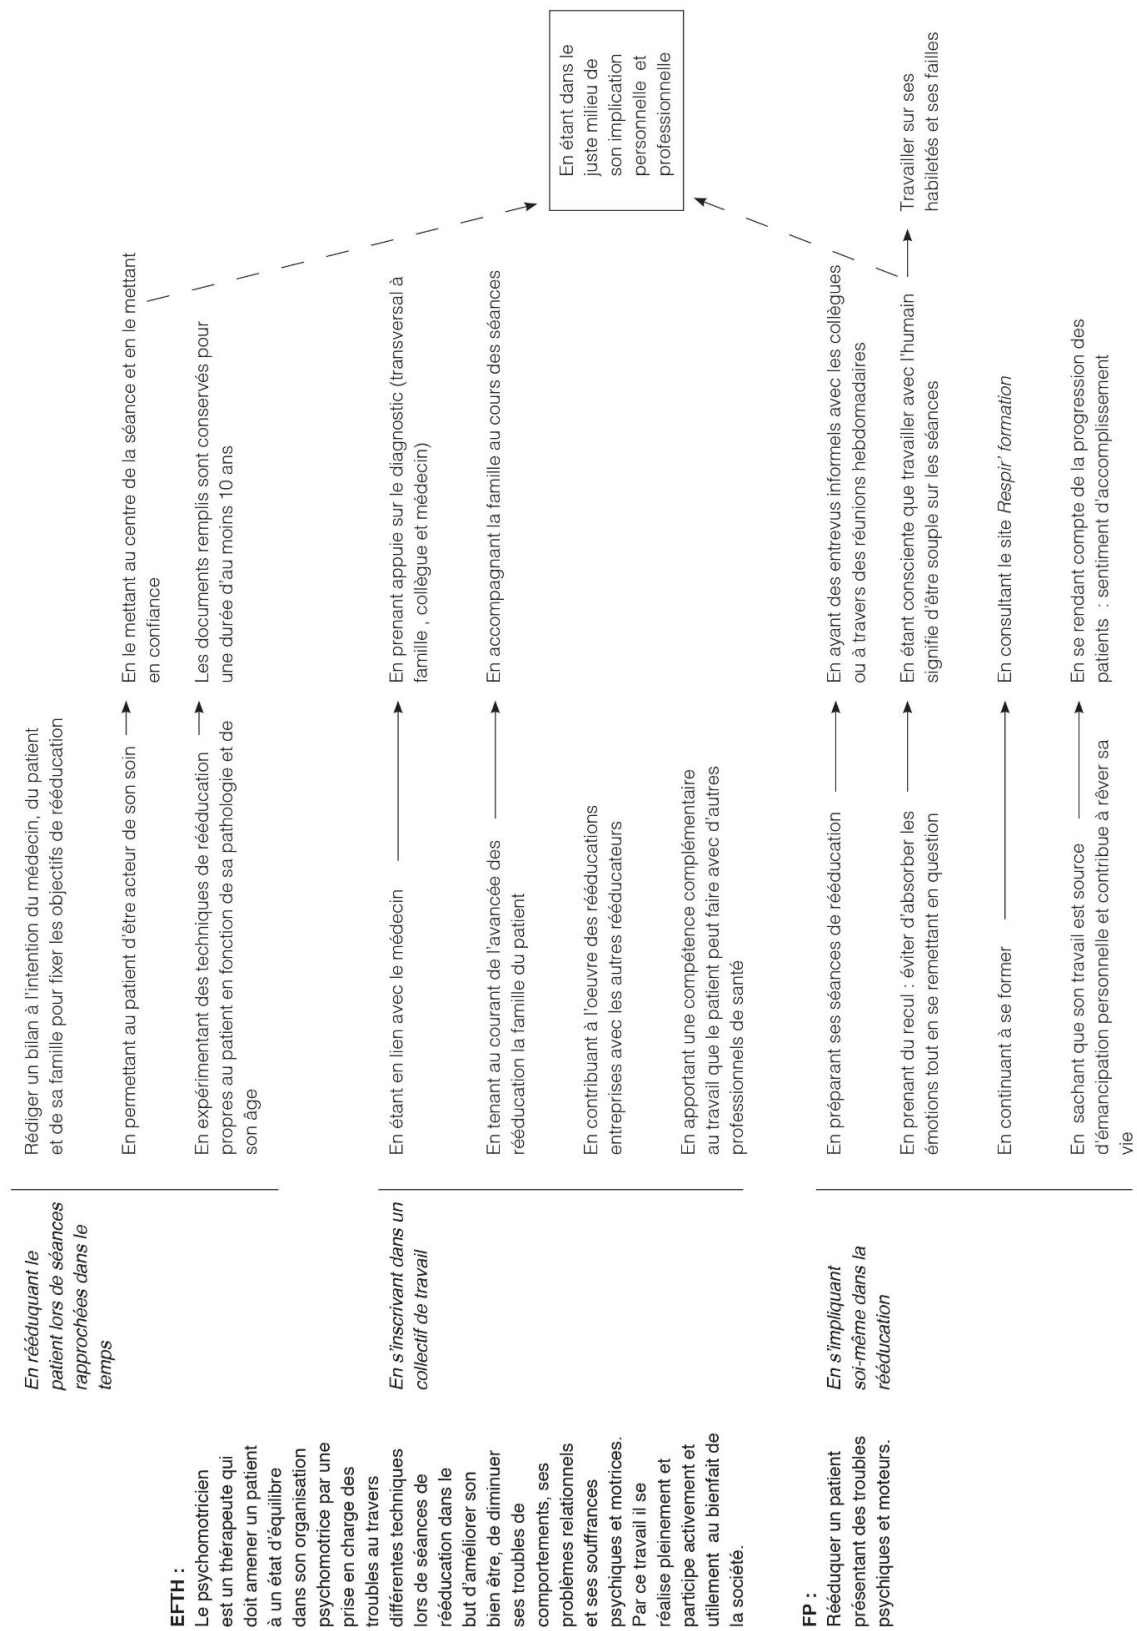 EFTH :
Le psychomotricien
est un thérapeute qui
doit amener un patient
à un état d'équilibre
dans son organisation
psychomotrice par une
prise en charge des
troubles au travers
différentes techniques
lors de séances de
rééducation dans le
but d'améliorer son
bien être, de diminuer
ses troubles de
comportements, ses
problèmes relationnels
et ses souffrances
psychiques et motrices.
Par ce travail il se
réalise pleinement et
participe activement et
utilement au bienfait de
la société.
FP :
Rééduquer un patient
présentant des troubles
psychiques et moteurs.
En rééduquant le
patient lors de séances
rapprochées dans le
temps
Rédiger un bilan à l'intention du médecin, du patient
et de sa famille pour fixer les objectifs de rééducation
En permettant au patient d'être acteur de son soin
En le mettant au centre de la séance et en le mettant
en confiance
En expérimentant des techniques de rééducation
propres au patient en fonction de sa pathologie et de
son âge
Les documents remplis sont conservés pour
une durée d'au moins 10 ans
En s'inscrivant dans un
collectif de travail
En étant en lien avec le médecin
En prenant appuie sur le diagnostic (transversal à
famille , collègue et médecin)
En tenant au courant de l'avancée des
rééducation la famille du patient
En accompagnant la famille au cours des séances
En contribuant à l'oeuvre des rééducations
entreprises avec les autres rééducateurs
En apportant une compétence complémentaire
au travail que le patient peut faire avec d'autres
professionnels de santé
En s'impliquant
soi-même dans la
rééducation
En préparant ses séances de rééducation
En ayant des entrevus informels avec les collègues
ou à travers des réunions hebdomadaires
En prenant du recul : éviter d'absorber les
émotions tout en se remettant en question
En étant consciente que travailler avec l'humain
signifie d'être souple sur les séances
Travailler sur ses
habiletés et ses failles
En continuant à se former
En consultant le site Respir' formation
En sachant que son travail est source
d'émancipation personnelle et contribue à rêver sa
vie
En se rendant compte de la progression des
patients : sentiment d'accomplissement
En étant dans le
juste milieu de
son implication
personnelle et
professionnelle